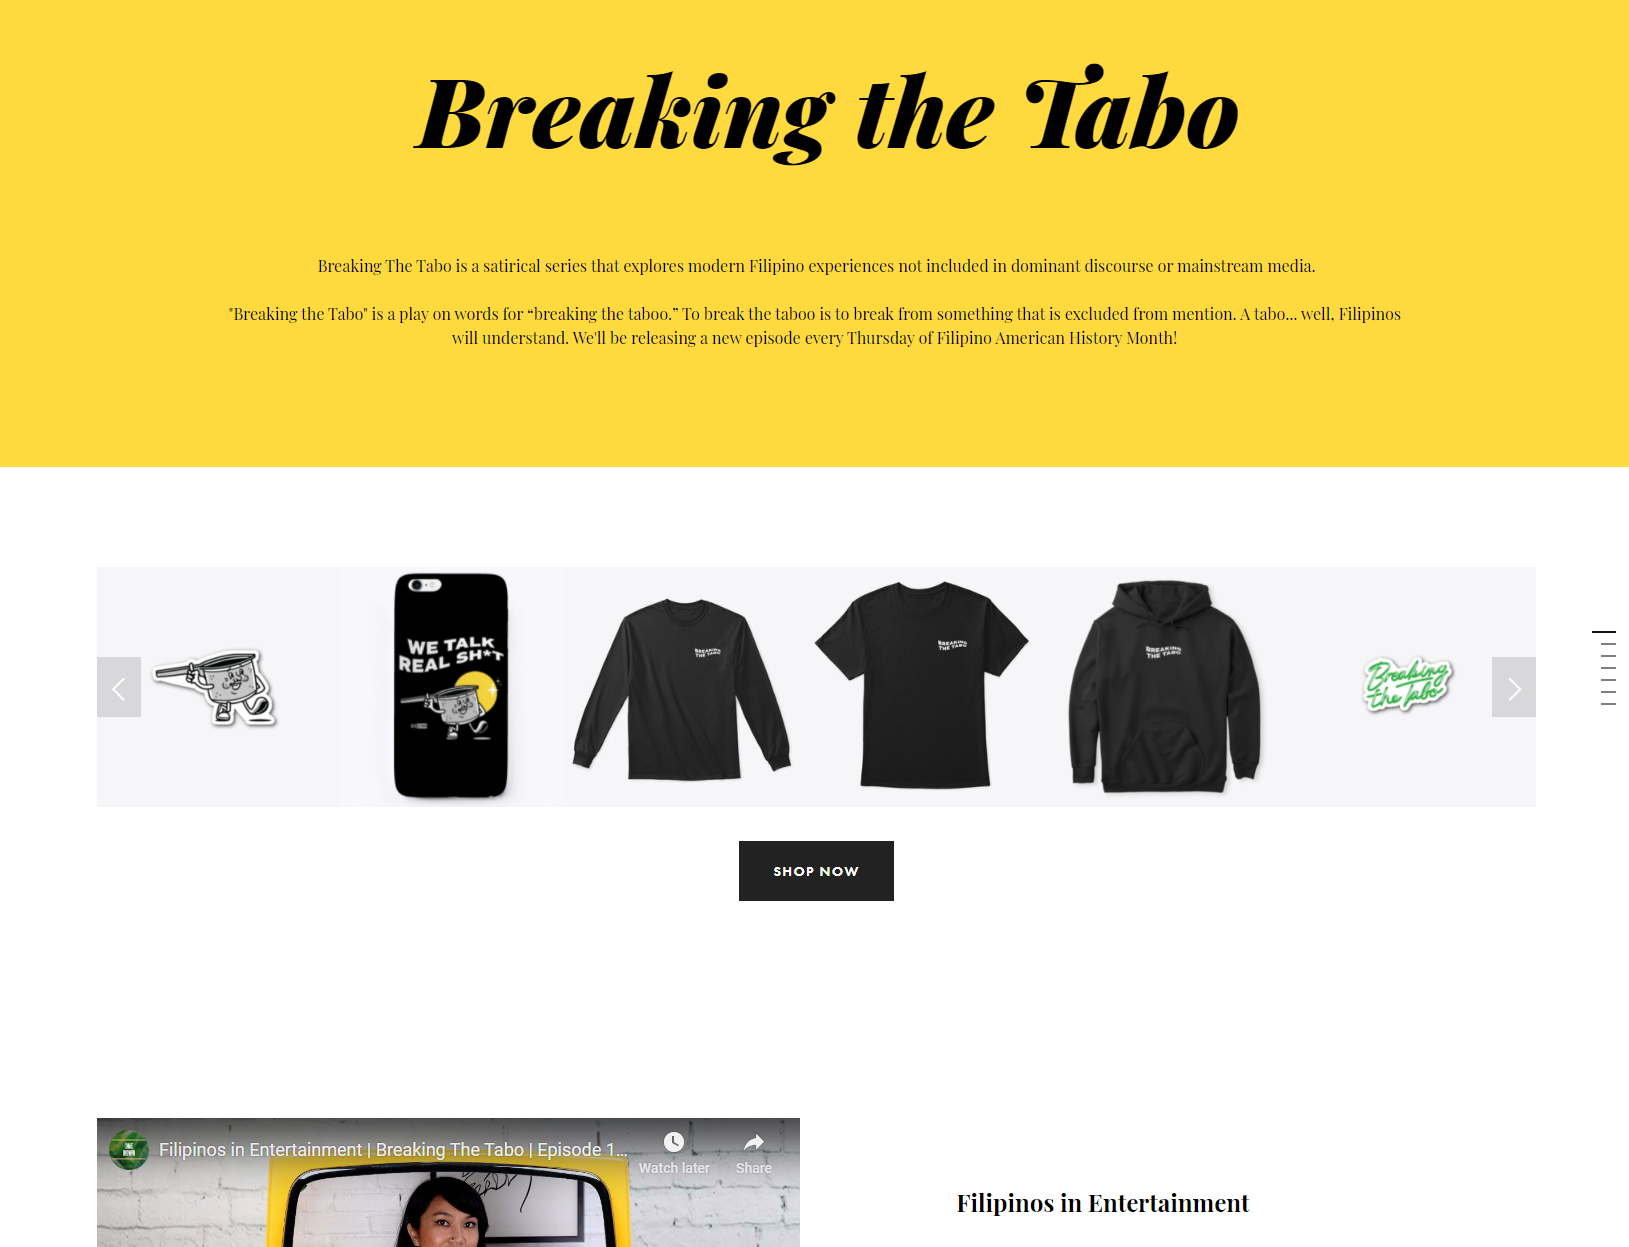 Breaking the Tabo
Breaking The Tabo is a satirical series that explores modern Filipino experiences not included in dominant discourse or mainstream media.
"Breaking the Tabo" is a play on words for “breaking the taboo.” To break the taboo is to break from something that is excluded from mention. A tabo... well, Filipinos
will understand. We'll be releasing a new episode every Thursday of Filipino American History Month!
WE TALK
REAL SH*T
BREAKING
THE TABO
BREAKING
THE TABO
BREAKING
THE TABO
Breaking
the Tabo
SHOP NOW
ONE
DOWN
Filipinos in Entertainment | Breaking The Tabo | Episode 1...
Watch later
Share
Filipinos in Entertainment